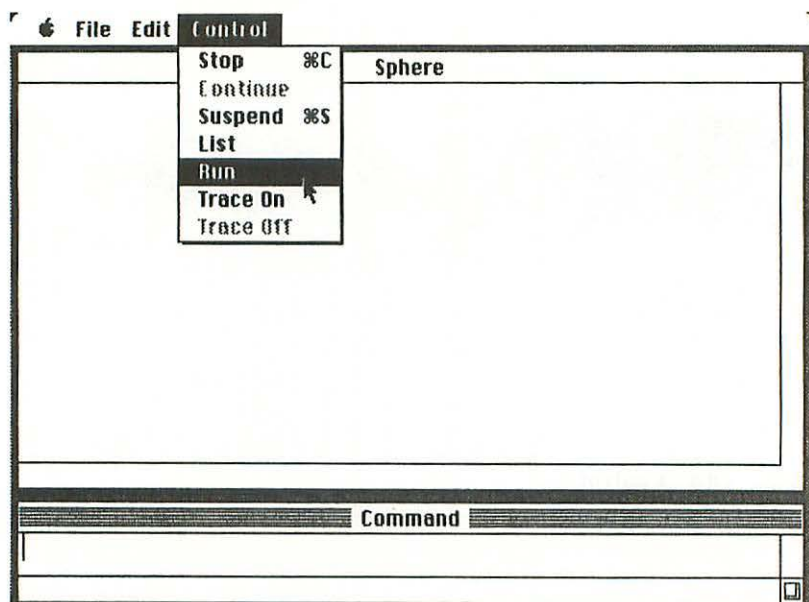 File Edit Control
Stop ⌘C
Continue
Suspend ⌘S
List
Run
Trace On
Trace Off
Sphere
Command